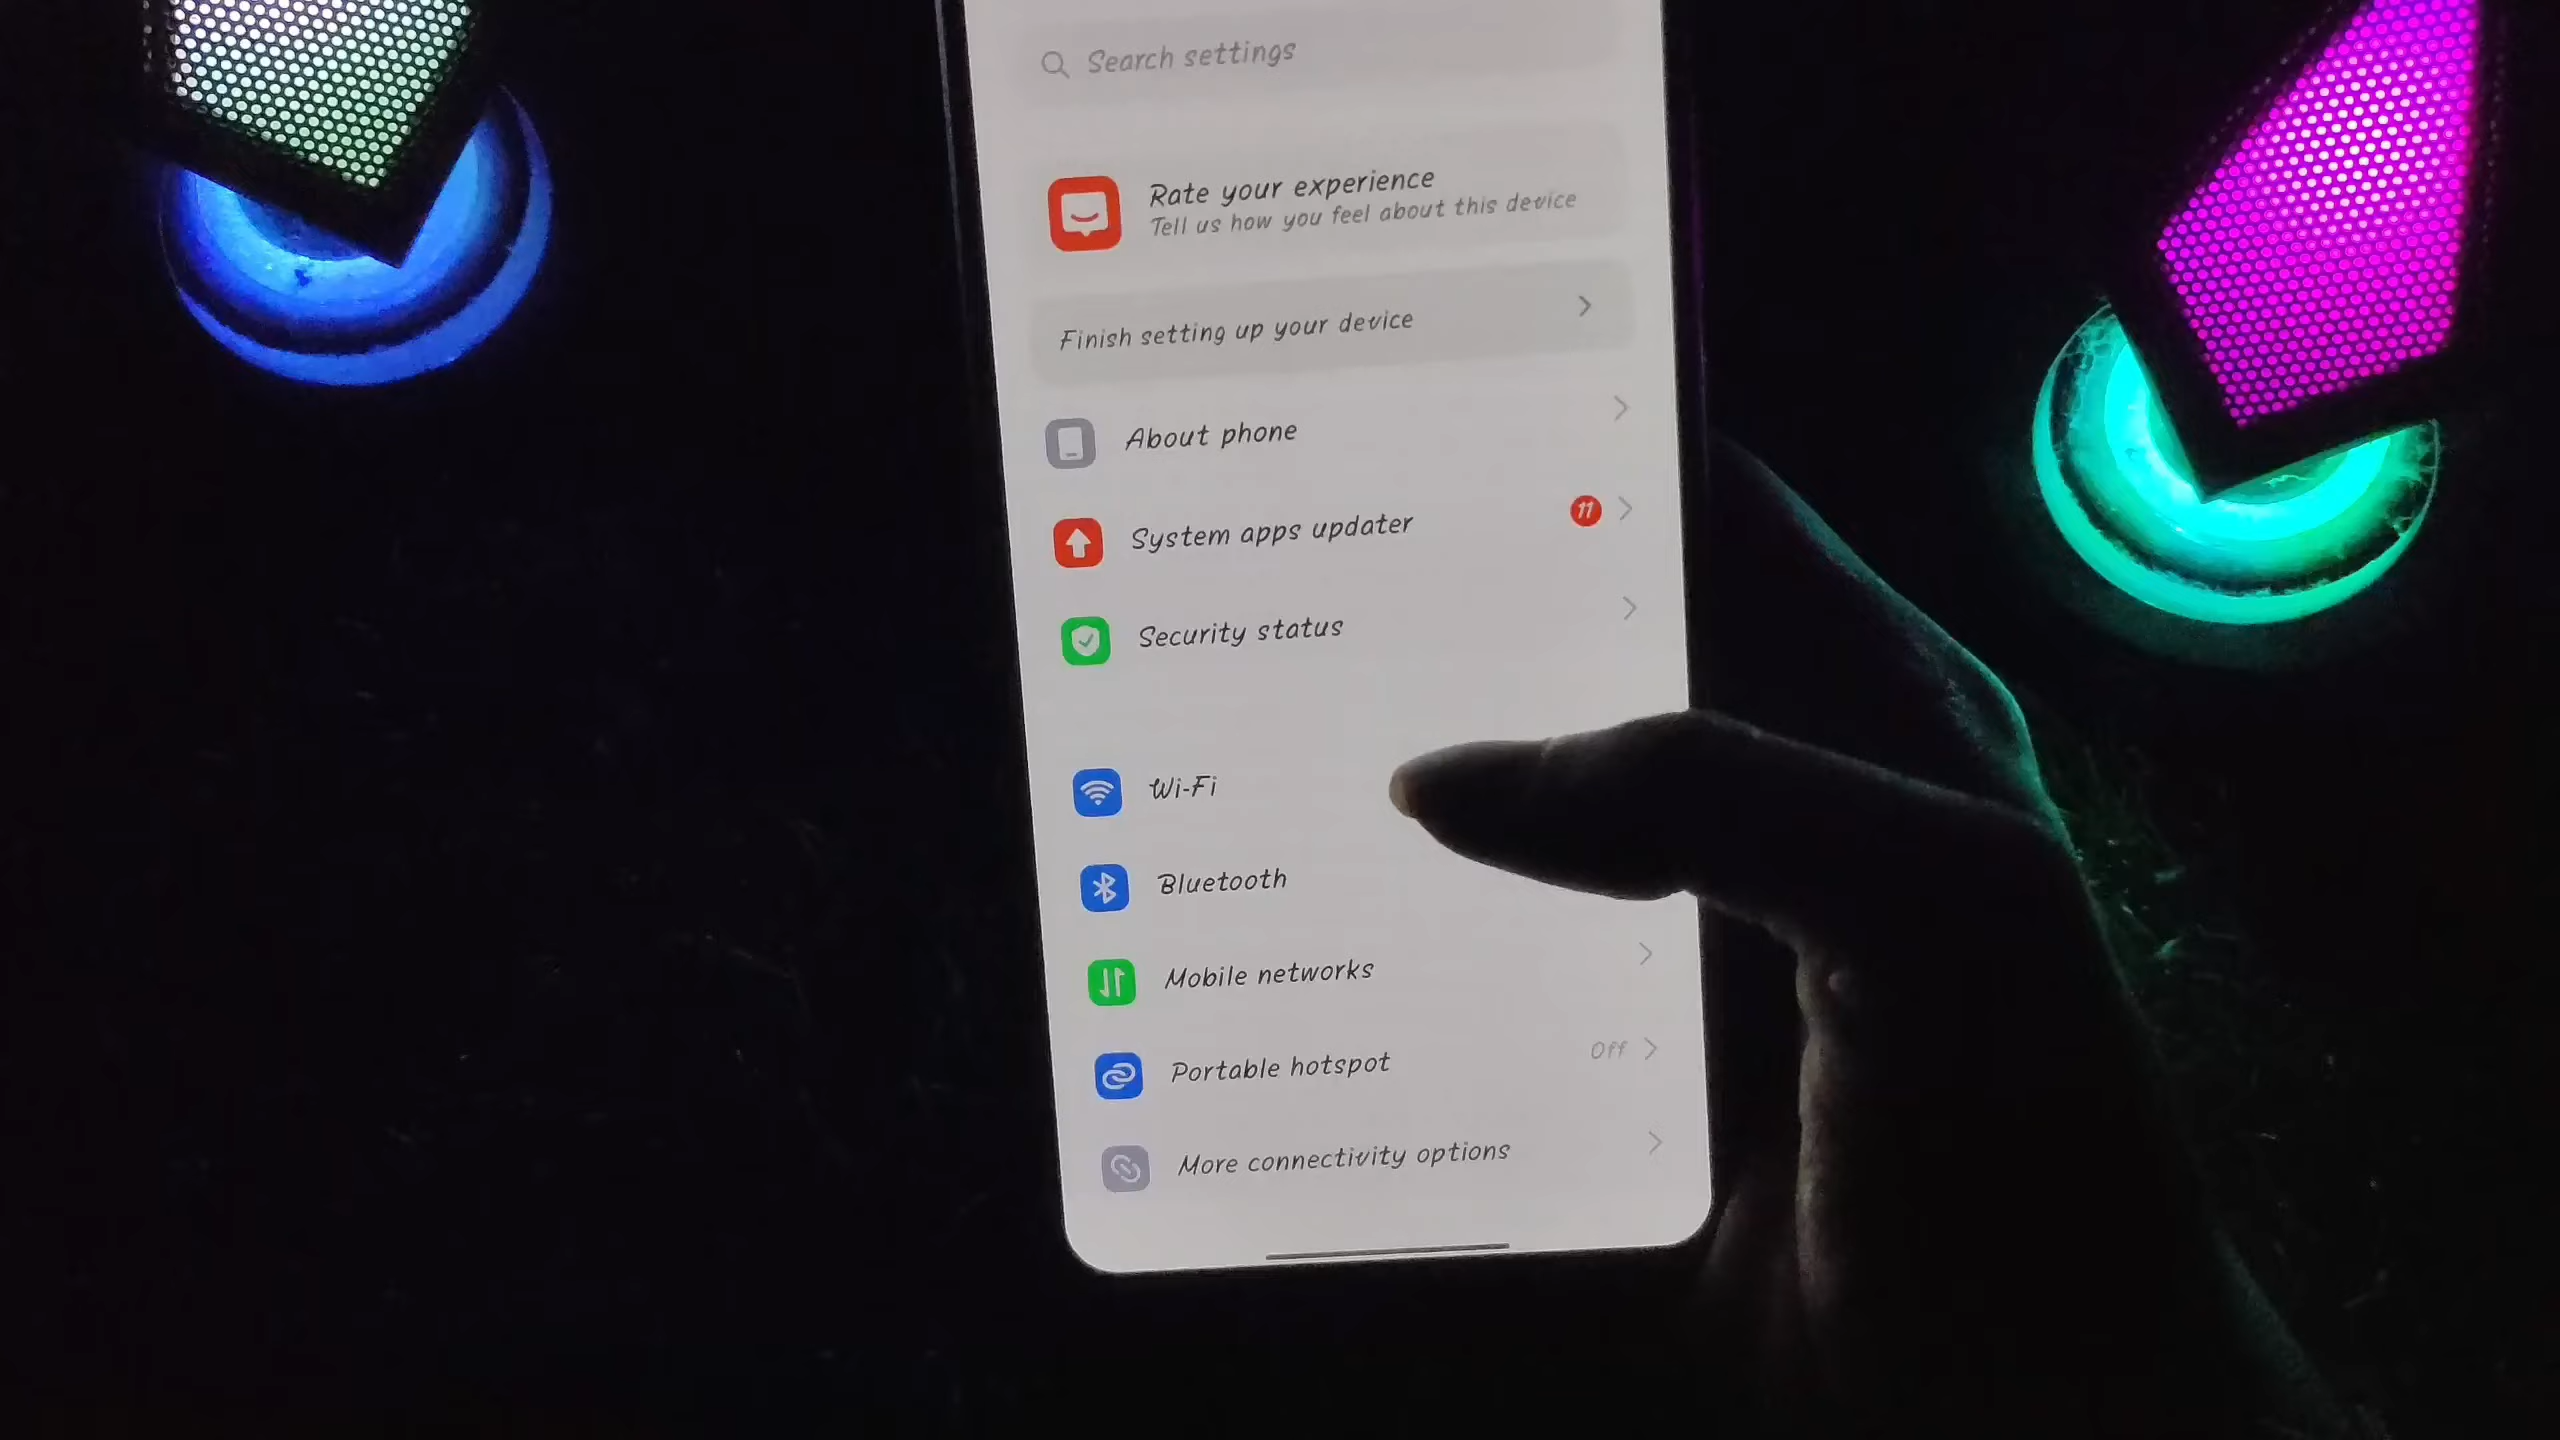 Search settings
Rate your experience
Tell us how you feel about this device
Finish setting up your device
About phone
System apps updater 11
Security status
Wi-Fi
Bluetooth
Mobile networks
Portable hotspot Off
More connectivity options